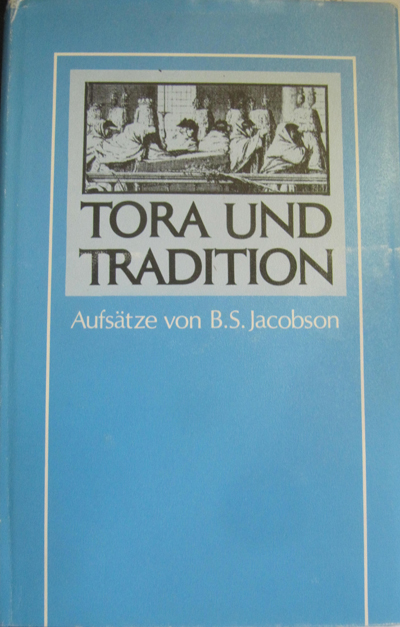 TORA UND
TRADITION
Aufsätze von B.S. Jacobson